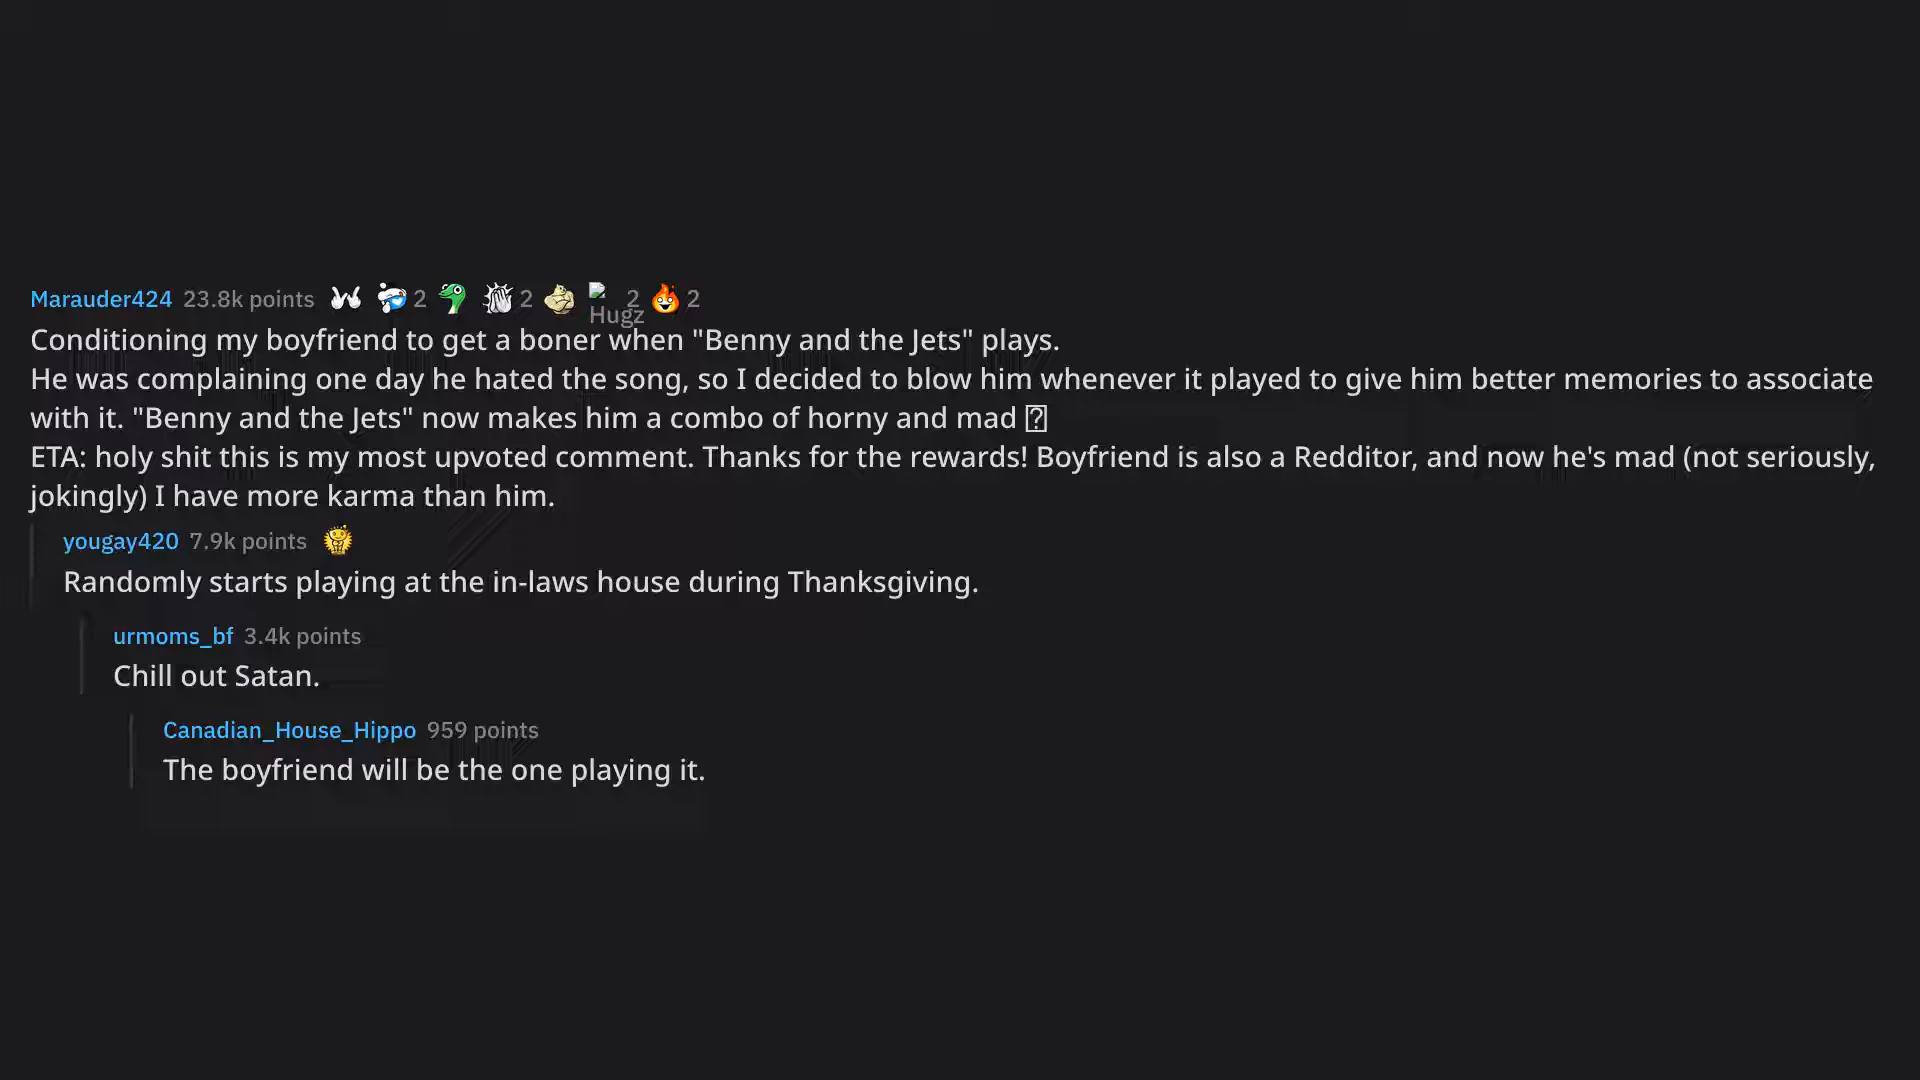 Marauder424 23.8k points 2 2 Hugz 2 2
Conditioning my boyfriend to get a boner when "Benny and the Jets" plays.
He was complaining one day he hated the song, so I decided to blow him whenever it played to give him better memories to associate
with it. "Benny and the Jets" now makes him a combo of horny and mad
ETA: holy shit this is my most upvoted comment. Thanks for the rewards! Boyfriend is also a Redditor, and now he's mad (not seriously,
jokingly) I have more karma than him.
yougay420 7.9k points
Randomly starts playing at the in-laws house during Thanksgiving.
urmoms_bf 3.4k points
Chill out Satan.
Canadian_House_Hippo 959 points
The boyfriend will be the one playing it.